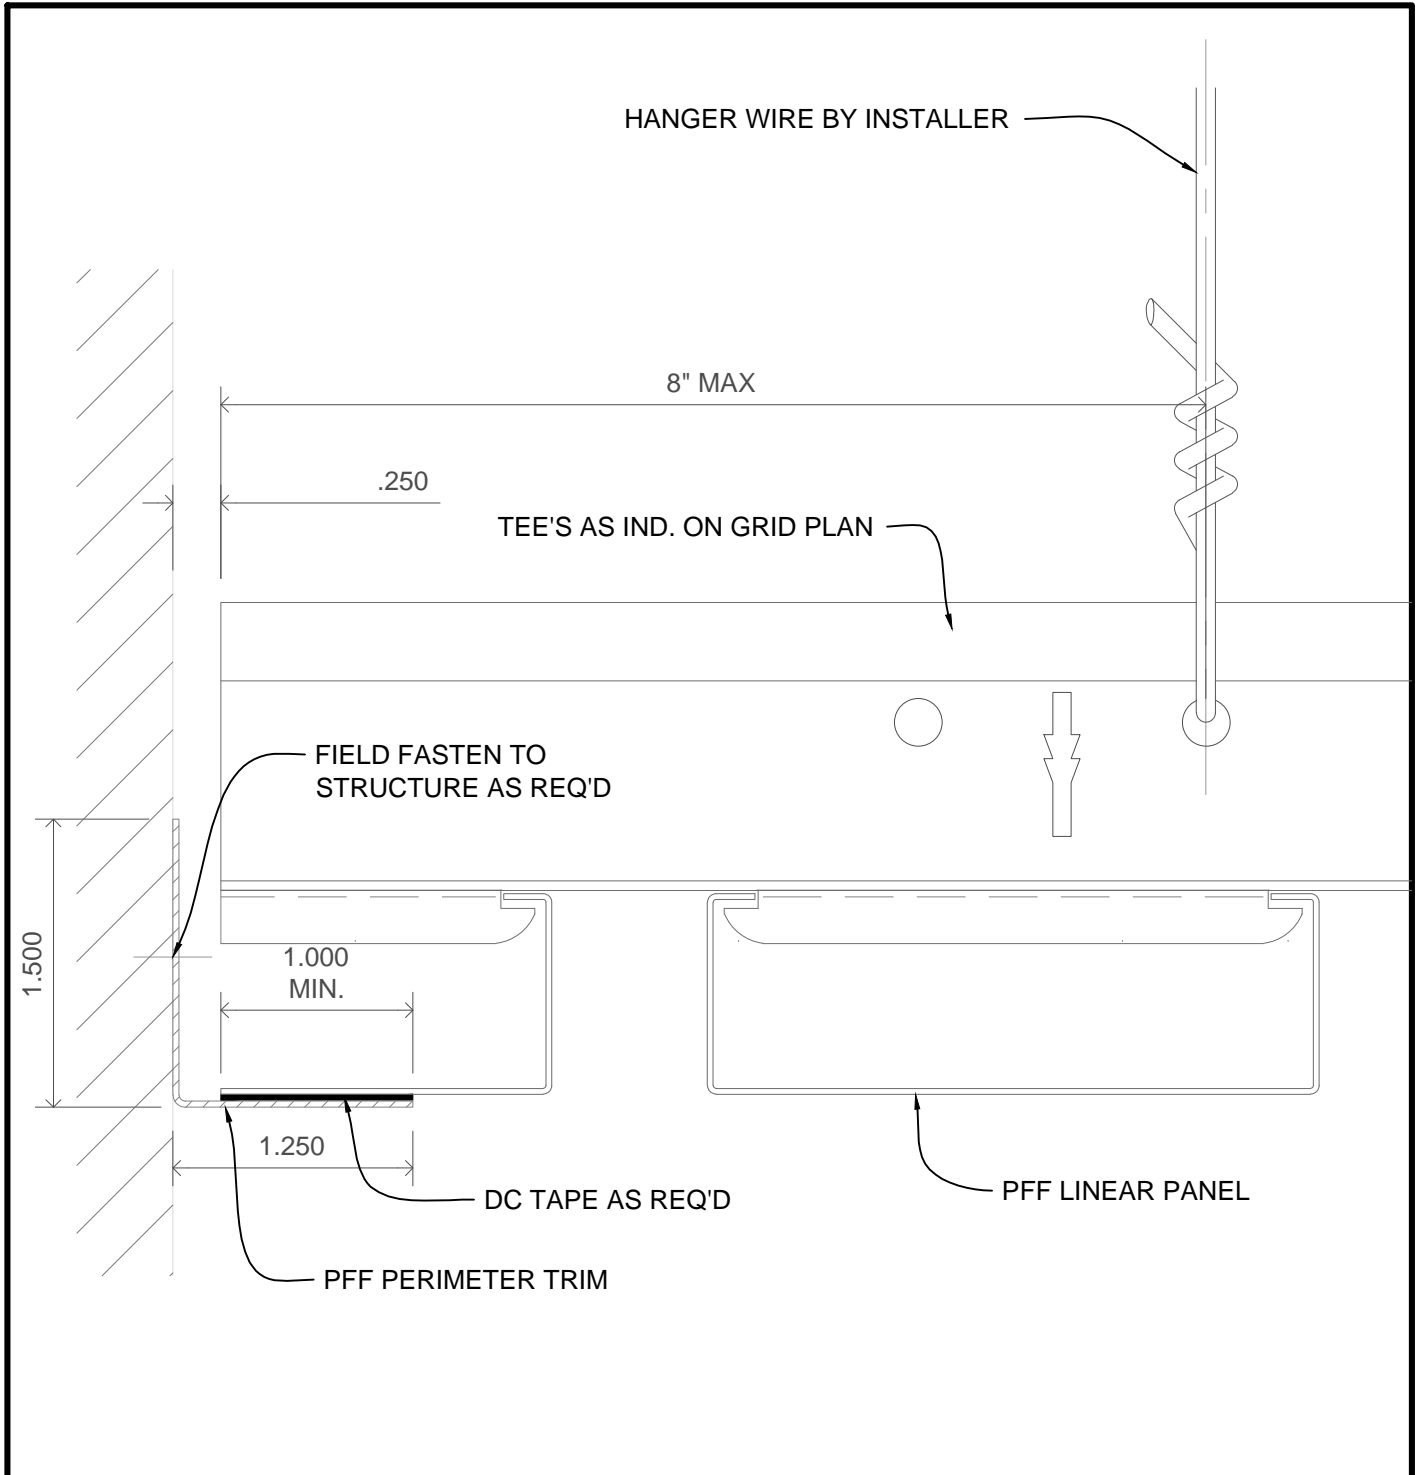 HANGER WIRE BY INSTALLER
8" MAX
.250
TEE'S AS IND. ON GRID PLAN
FIELD FASTEN TO
STRUCTURE AS REQ'D
1.500
1.000
MIN.
1.250
DC TAPE AS REQ'D
PFF LINEAR PANEL
PFF PERIMETER TRIM